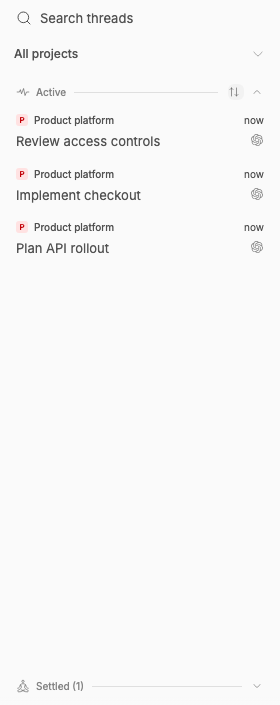 Search threads
All projects
Active
P Product platform now
Review access controls
P Product platform now
Implement checkout
P Product platform now
Plan API rollout
Settled (1)